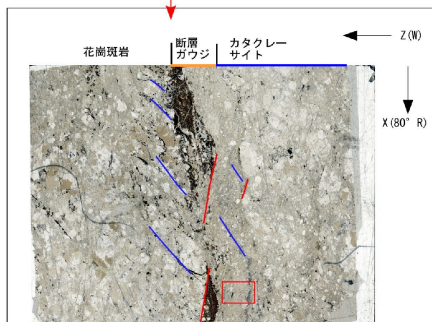 花崗斑岩
断層
ガウジ
カタクレー
サイト
Z(W)
X(80° R)